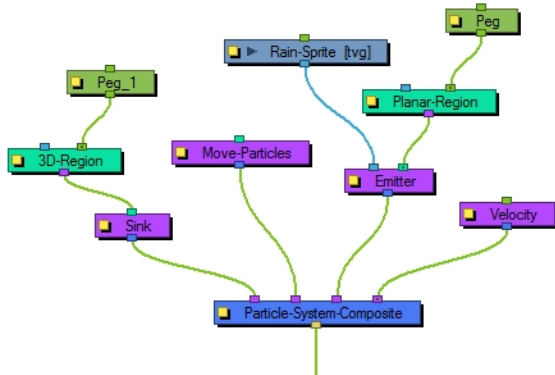 Peg
Rain-Sprite [tvg]
Peg_1
Planar-Region
3D-Region
Move-Particles
Emitter
Sink
Velocity
Particle-System-Composite